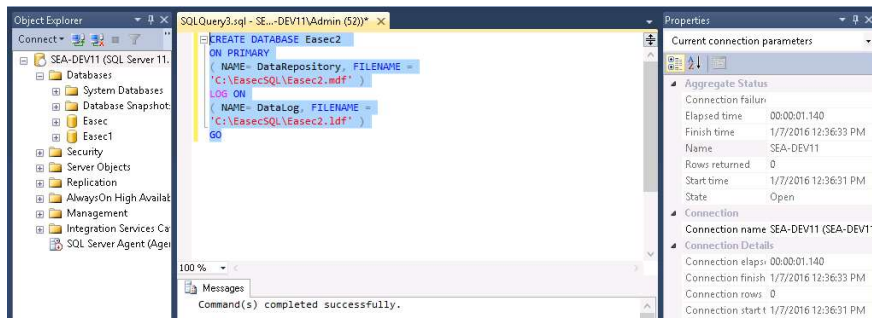 Object Explorer
Connect
SEA-DEV11 (SQL Server 11.
Databases
System Databases
Database Snapshot:
Easec
Easec1
Security
Server Objects
Replication
AlwaysOn High Availab
Management
Integration Services Ca
SQL Server Agent (Age
SQLQuery3.sql - SE...-DEV11\Admin (52))*
CREATE DATABASE Easec2
ON PRIMARY
( NAME= DataRepository, FILENAME =
'C:\EasecSQL\Easec2.mdf' )
LOG ON
( NAME= DataLog, FILENAME =
'C:\EasecSQL\Easec2.ldf' )
GO
100 %
Messages
Command(s) completed successfully.
Properties
Current connection parameters
Aggregate Status
Connection failure
Elapsed time 00:00:01.140
Finish time 1/7/2016 12:36:33 PM
Name SEA-DEV11
Rows returned 0
Start time 1/7/2016 12:36:31 PM
State Open
Connection
Connection name SEA-DEV11 (SEA-DEV11
Connection Details
Connection elaps 00:00:01.140
Connection finish 1/7/2016 12:36:33 PM
Connection rows 0
Connection start t 1/7/2016 12:36:31 PM